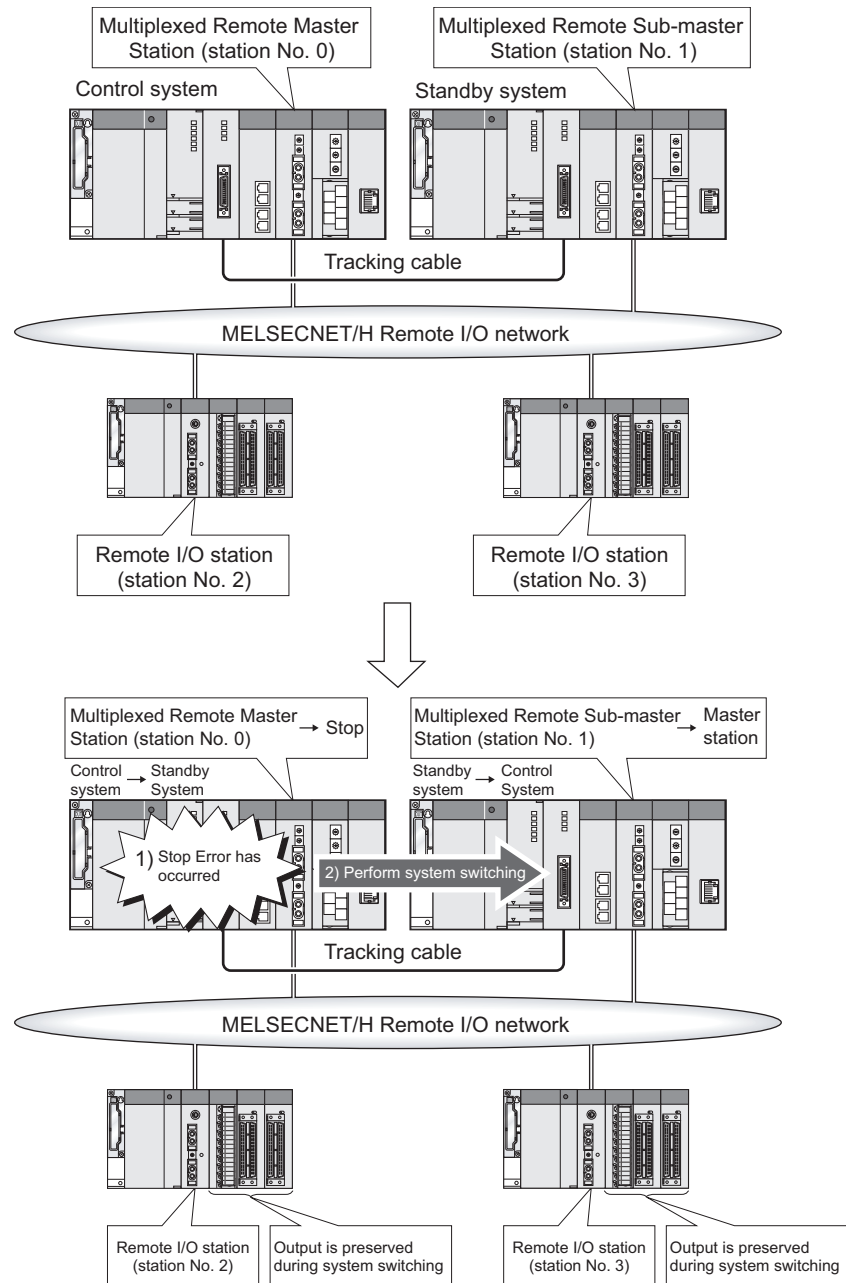 Multiplexed Remote Master
Station (station No. 0)
Multiplexed Remote Sub-master
Station (station No. 1)
Control system
Standby system
Tracking cable
MELSECNET/H Remote I/O network
Remote I/O station
(station No. 2)
Remote I/O station
(station No. 3)
Multiplexed Remote Master
Station (station No. 0)
→ Stop
Multiplexed Remote Sub-master
Station (station No. 1)
→ Master
station
Control
system
→ Standby
System
Standby
system
→ Control
System
1) Stop Error has
occurred
2) Perform system switching
Tracking cable
MELSECNET/H Remote I/O network
Remote I/O station
(station No. 2)
Output is preserved
during system switching
Remote I/O station
(station No. 3)
Output is preserved
during system switching